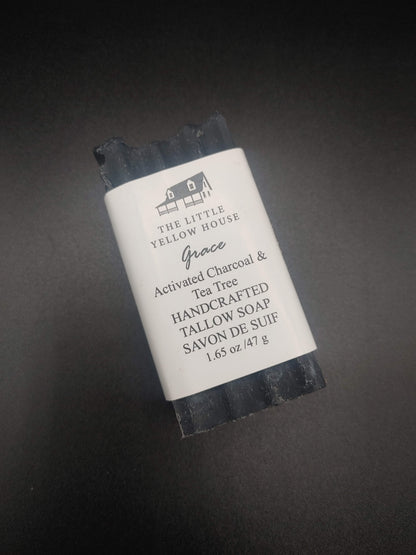 THE LITTLE
YELLOW HOUSE
Grace
Activated Charcoal &
Tea Tree
HANDCRAFTED
TALLOW SOAP
SAVON DE SUIF
1.65 oz /47 g